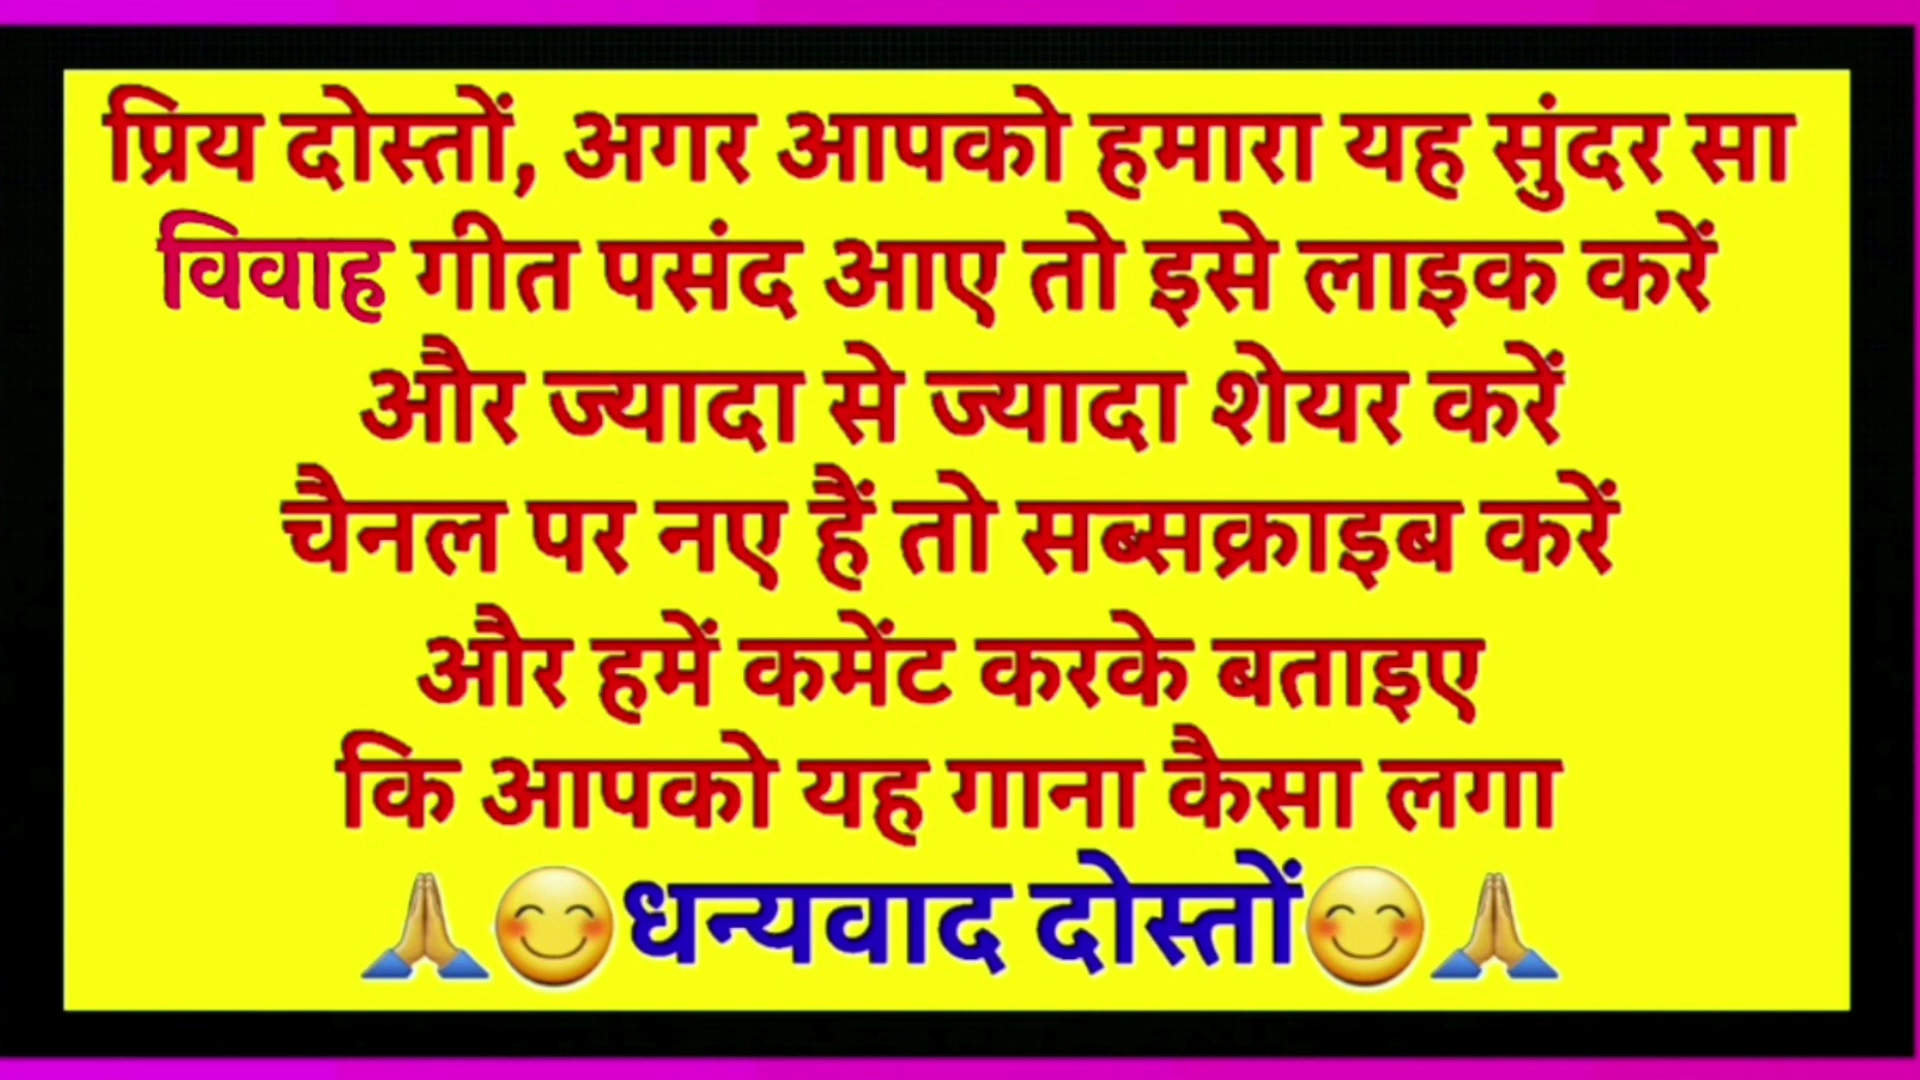 प्रिय दोस्तों, अगर आपको हमारा यह सुंदर सा
विवाह गीत पसंद आए तो इसे लाइक करें
और ज्यादा से ज्यादा शेयर करें
चैनल पर नए हैं तो सब्सक्राइब करें
और हमें कमेंट करके बताइए
कि आपको यह गाना कैसा लगा
🙏😊धन्यवाद दोस्तों😊🙏